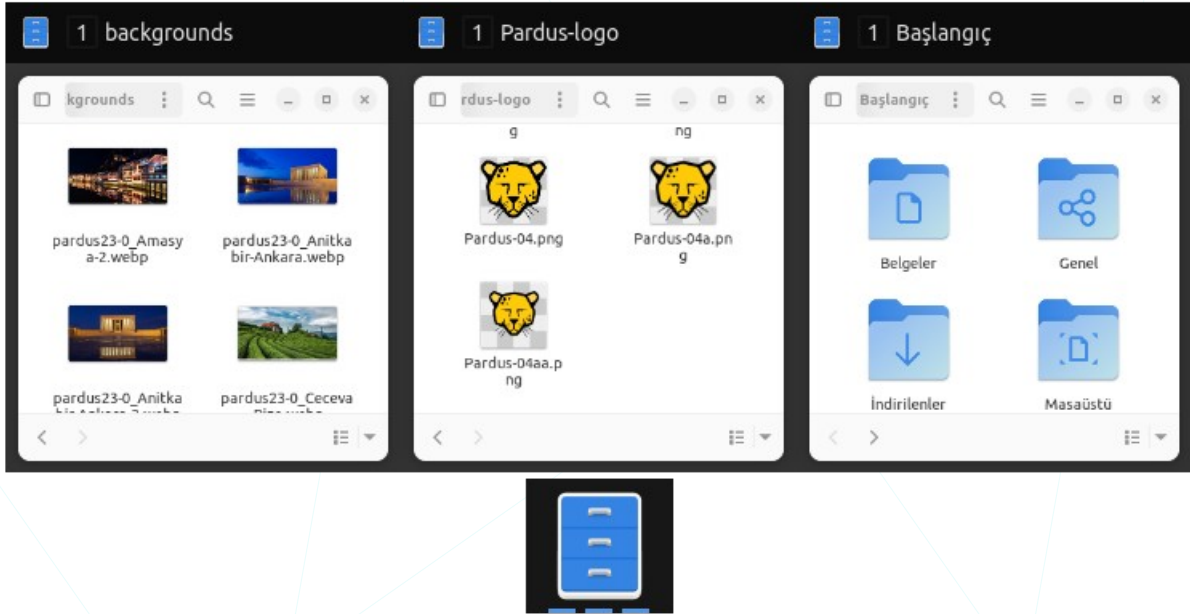 1 backgrounds
1 Pardus-logo
1 Başlangıç
kgrounds
rdus-logo
Başlangıç
pardus23-0_Amasy
a-2.webp
pardus23-0_Anitka
bir-Ankara.webp
pardus23-0_Anitka
pardus23-0_Ceceva
g
ng
Pardus-04.png
Pardus-04a.pn
g
Pardus-04aa.p
ng
Belgeler
Genel
İndirilenler
Masaüstü